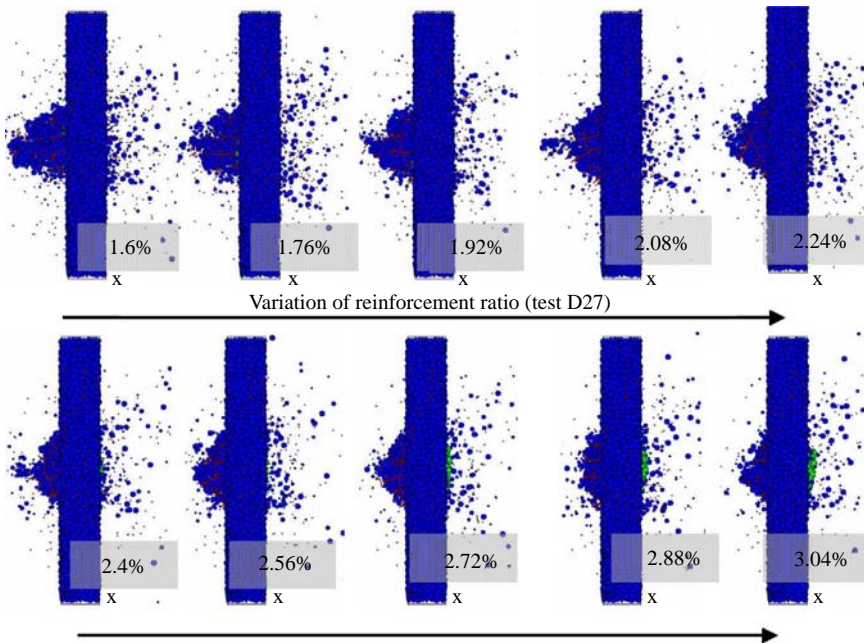 1.6% 1.76% 1.92% 2.08% 2.24%
x x x x x
Variation of reinforcement ratio (test D27)
2.4% 2.56% 2.72% 2.88% 3.04%
x x x x x